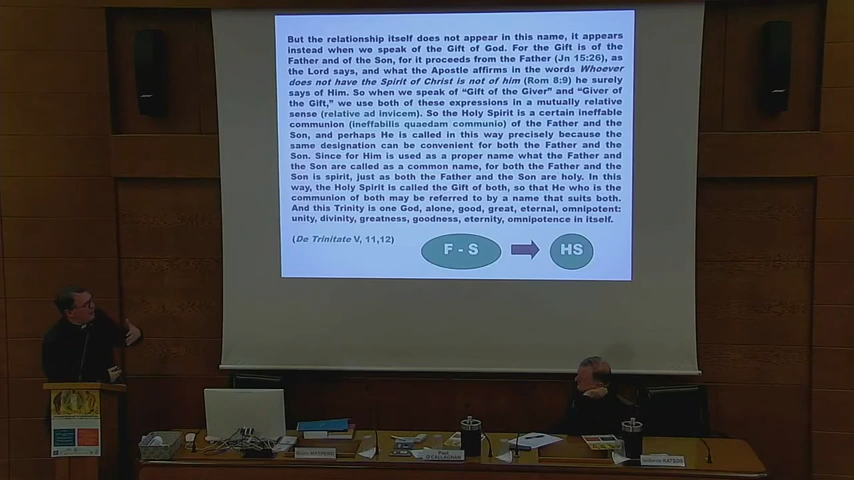 But the relationship itself does not appear in this name, it appears
instead when we speak of the Gift of God. For the Gift is of the
Father and of the Son, for it proceeds from the Father (Jn 15:26), as
the Lord says, and what the Apostle affirms in the words Whoever
does not have the Spirit of Christ is not of him (Rom 8:9) he surely
says of Him. So when we speak of “Gift of the Giver” and “Giver of
the Gift,” we use both of these expressions in a mutually relative
sense (relative ad invicem). So the Holy Spirit is a certain ineffable
communion (ineffabilis quaedam communio) of the Father and the
Son, and perhaps He is called in this way precisely because the
same designation can be convenient for both the Father and the
Son. Since for Him is used as a proper name what the Father and
the Son are called as a common name, for both the Father and the
Son is spirit, just as both the Father and the Son are holy. In this
way, the Holy Spirit is called the Gift of both, so that He who is the
communion of both may be referred to by a name that suits both.
And this Trinity is one God, alone, good, great, eternal, omnipotent:
unity, divinity, greatness, goodness, eternity, omnipotence in itself.
(De Trinitate V, 11,12)
F - S
HS
MASPERO
Paul
O'CALLAGHAN